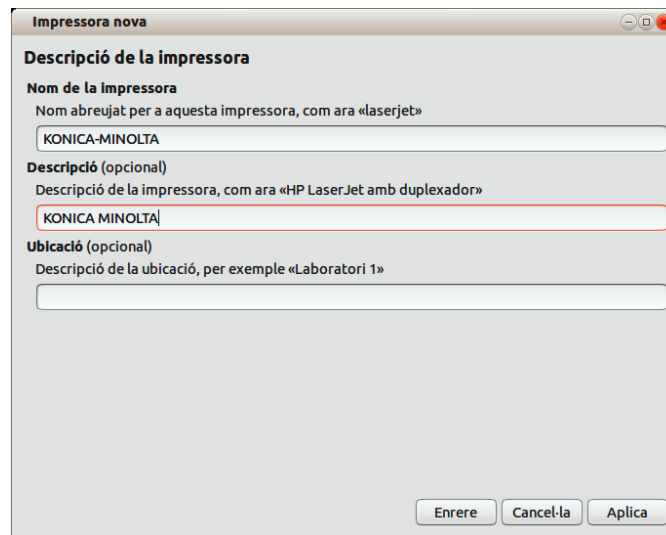 Impressora nova
Descripció de la impressora
Nom de la impressora
Nom abreujat per a aquesta impressora, com ara «laserjet»
KONICA-MINOLTA
Descripció (opcional)
Descripció de la impressora, com ara «HP LaserJet amb duplexador»
KONICA MINOLTA
Ubicació (opcional)
Descripció de la ubicació, per exemple «Laboratori 1»
Enrere Cancel·la Aplica